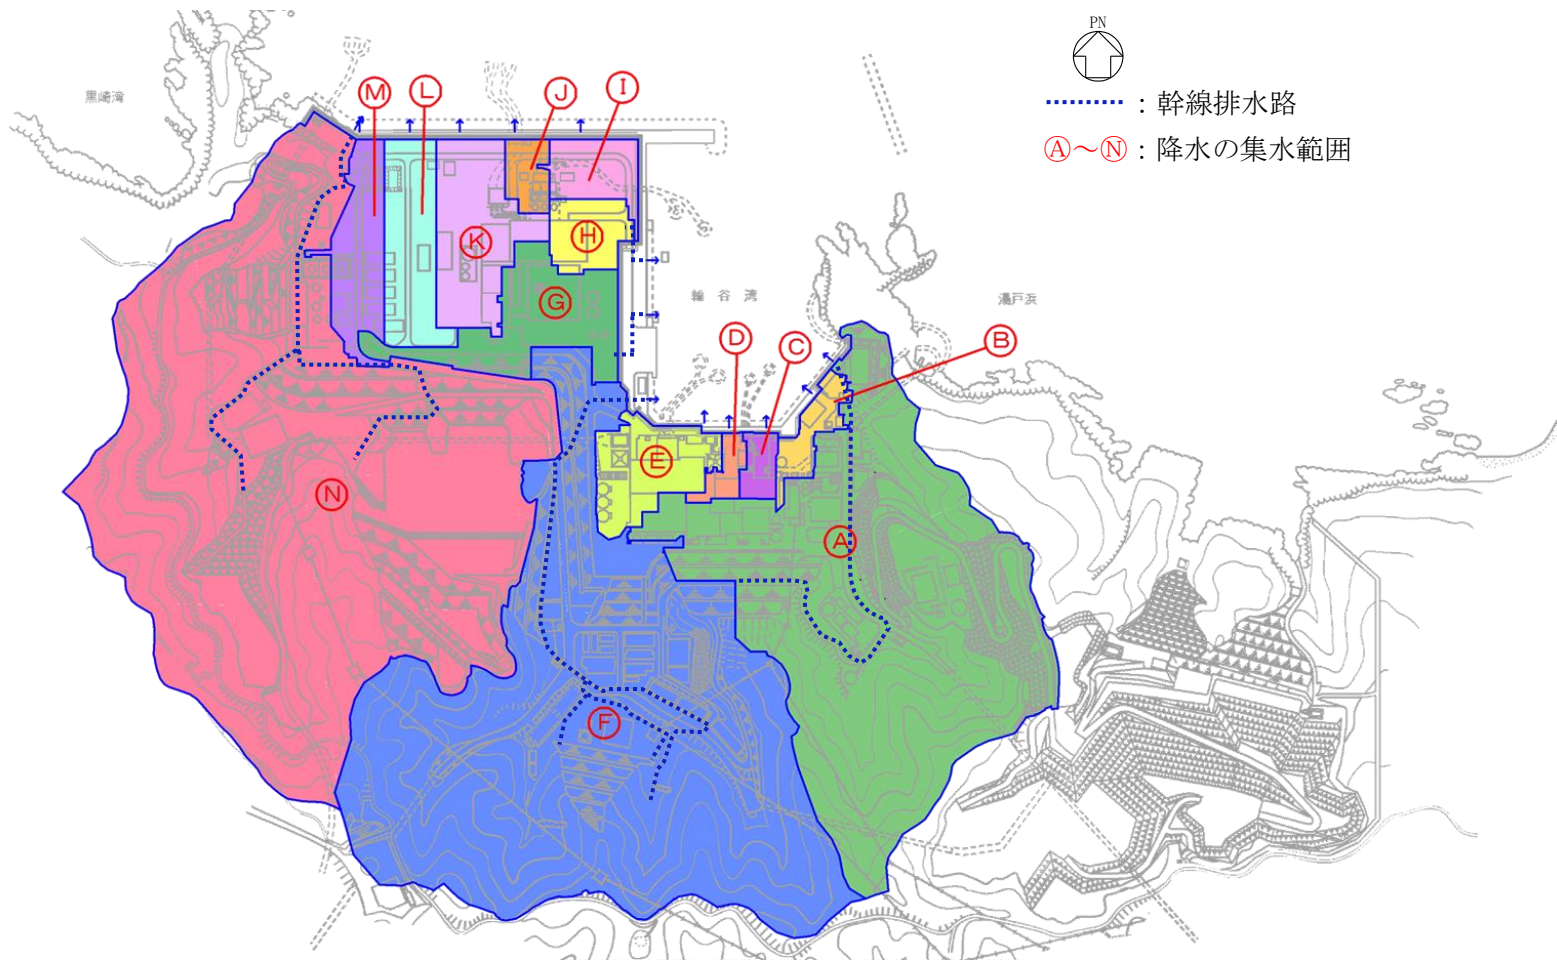 PN
：幹線排水路
Ⓐ～Ⓝ：降水の集水範囲
黒崎湾
Ⓜ
Ⓛ
Ⓙ
Ⓘ
Ⓚ
Ⓗ
Ⓖ
輪谷湾
湯戸浜
Ⓓ
Ⓒ
Ⓑ
Ⓔ
Ⓝ
Ⓐ
Ⓕ